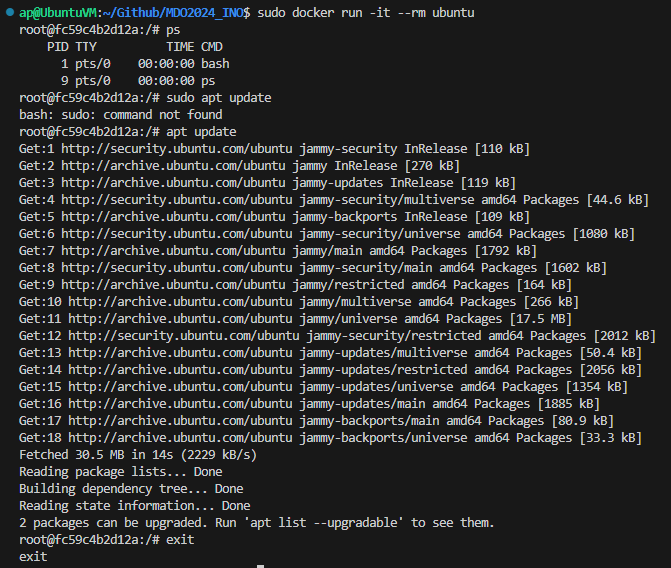 ap@UbuntuVM:~/Github/MDO2024_INO$ sudo docker run -it --rm ubuntu
root@fc59c4b2d12a:/# ps
PID TTY TIME CMD
1 pts/0 00:00:00 bash
9 pts/0 00:00:00 ps
root@fc59c4b2d12a:/# sudo apt update
bash: sudo: command not found
root@fc59c4b2d12a:/# apt update
Get:1 http://security.ubuntu.com/ubuntu jammy-security InRelease [110 kB]
Get:2 http://archive.ubuntu.com/ubuntu jammy InRelease [270 kB]
Get:3 http://archive.ubuntu.com/ubuntu jammy-updates InRelease [119 kB]
Get:4 http://security.ubuntu.com/ubuntu jammy-security/multiverse amd64 Packages [44.6 kB]
Get:5 http://archive.ubuntu.com/ubuntu jammy-backports InRelease [109 kB]
Get:6 http://security.ubuntu.com/ubuntu jammy-security/universe amd64 Packages [1080 kB]
Get:7 http://archive.ubuntu.com/ubuntu jammy/main amd64 Packages [1792 kB]
Get:8 http://security.ubuntu.com/ubuntu jammy-security/main amd64 Packages [1602 kB]
Get:9 http://archive.ubuntu.com/ubuntu jammy/restricted amd64 Packages [164 kB]
Get:10 http://archive.ubuntu.com/ubuntu jammy/multiverse amd64 Packages [266 kB]
Get:11 http://archive.ubuntu.com/ubuntu jammy/universe amd64 Packages [17.5 MB]
Get:12 http://security.ubuntu.com/ubuntu jammy-security/restricted amd64 Packages [2012 kB]
Get:13 http://archive.ubuntu.com/ubuntu jammy-updates/multiverse amd64 Packages [50.4 kB]
Get:14 http://archive.ubuntu.com/ubuntu jammy-updates/restricted amd64 Packages [2056 kB]
Get:15 http://archive.ubuntu.com/ubuntu jammy-updates/universe amd64 Packages [1354 kB]
Get:16 http://archive.ubuntu.com/ubuntu jammy-updates/main amd64 Packages [1885 kB]
Get:17 http://archive.ubuntu.com/ubuntu jammy-backports/main amd64 Packages [80.9 kB]
Get:18 http://archive.ubuntu.com/ubuntu jammy-backports/universe amd64 Packages [33.3 kB]
Fetched 30.5 MB in 14s (2229 kB/s)
Reading package lists... Done
Building dependency tree... Done
Reading state information... Done
2 packages can be upgraded. Run 'apt list --upgradable' to see them.
root@fc59c4b2d12a:/# exit
exit